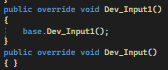 public override void Dev_Input1()
{
    base.Dev_Input1();
}
public override void Dev_Input()
{ }